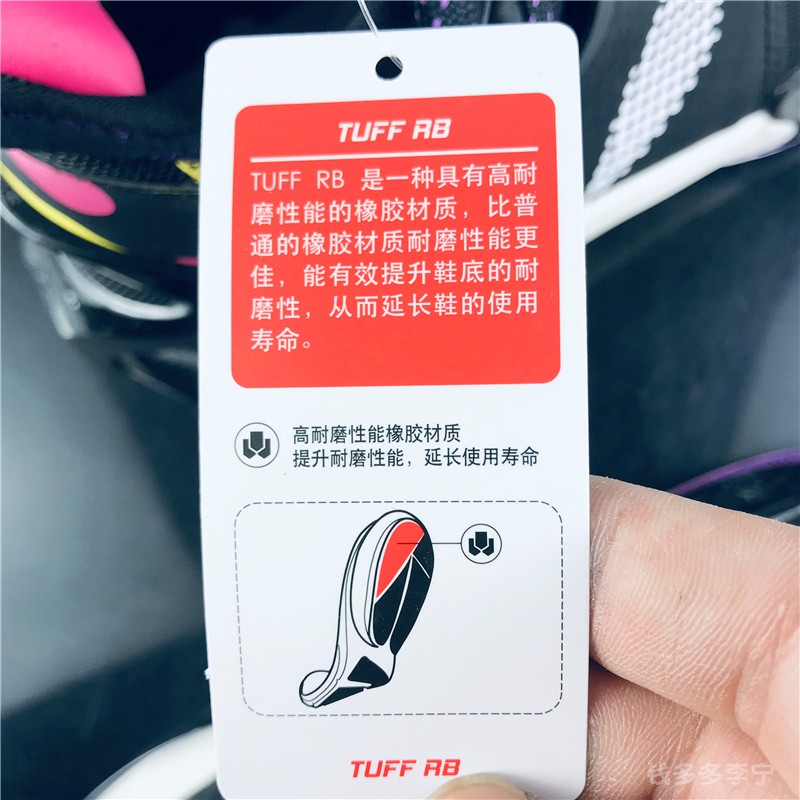 TUFF RB
TUFF RB 是一种具有高耐
磨性能的橡胶材质，比普
通的橡胶材质耐磨性能更
佳，能有效提升鞋底的耐
磨性，从而延长鞋的使用
寿命。
高耐磨性能橡胶材质
提升耐磨性能，延长使用寿命
TUFF RB
钱多多李宁